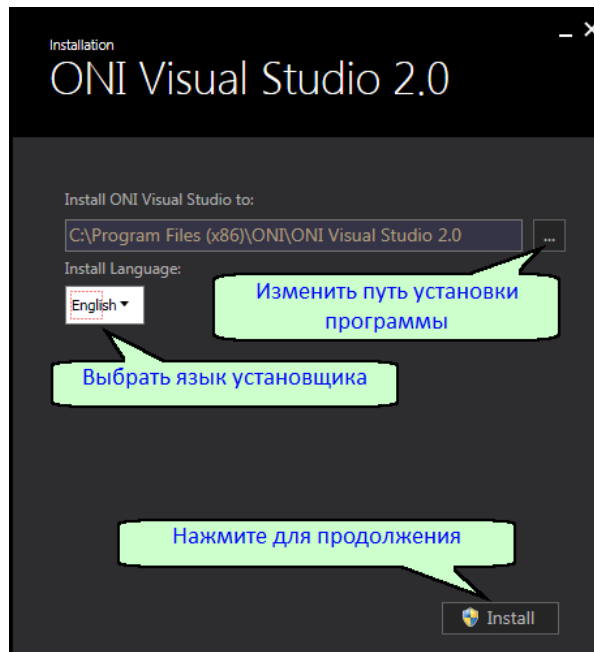 Installation
ONI Visual Studio 2.0
Install ONI Visual Studio to:
C:\Program Files (x86)\ONI\ONI Visual Studio 2.0
...
Install Language:
English
Изменить путь установки
программы
Выбрать язык установщика
Нажмите для продолжения
Install